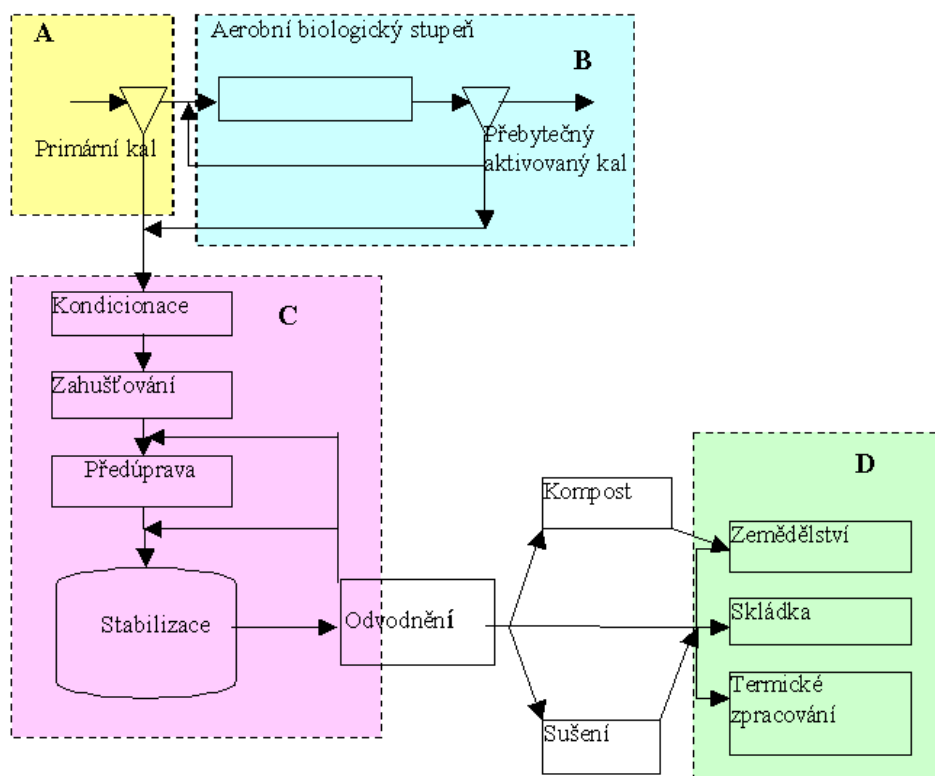 A
Aerobní biologický stupeň
B
Primární kal
Přebytečný
aktivovaný kal
Kondicionace
C
Zahušťování
Předúprava
Stabilizace
Odvodnění
Kompost
Sušení
D
Zemědělství
Skládka
Termické
zpracování